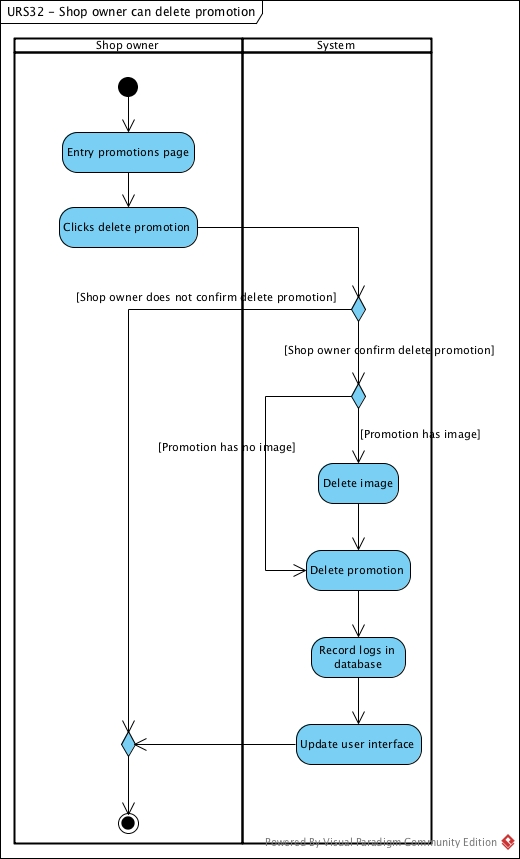 URS32 - Shop owner can delete promotion
Shop owner
System
Entry promotions page
Clicks delete promotion
[Shop owner does not confirm delete promotion]
[Shop owner confirm delete promotion]
[Promotion has image]
[Promotion has no image]
Delete image
Delete promotion
Record logs in
database
Update user interface
Powered By Visual Paradigm Community Edition